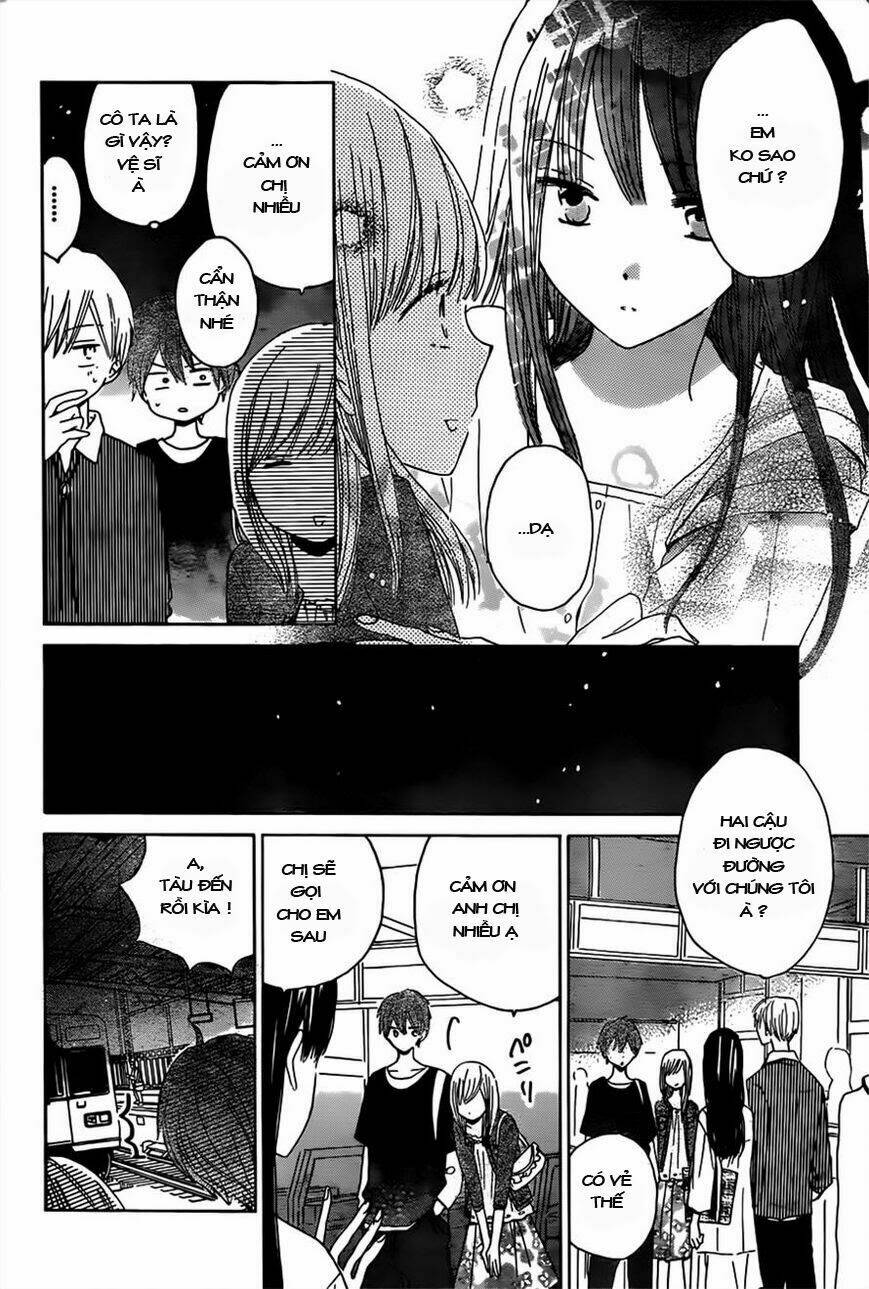 ...
EM
KO SAO
CHỨ ?
...DẠ
...
CẢM ƠN
CHỊ
NHIỀU
CẨN
THẬN
NHÉ
CÔ TA LÀ
GÌ VẬY?
VỆ SĨ
À
......
HAI CẬU
ĐI NGƯỢC
ĐƯỜNG
VỚI CHÚNG TÔI
À ?
CÓ VẺ
THẾ
CẢM ƠN
ANH CHỊ
NHIỀU Ạ
ペこ
CHỊ SẼ
GỌI
CHO EM
SAU
A,
TÀU ĐẾN
RỒI KÌA !